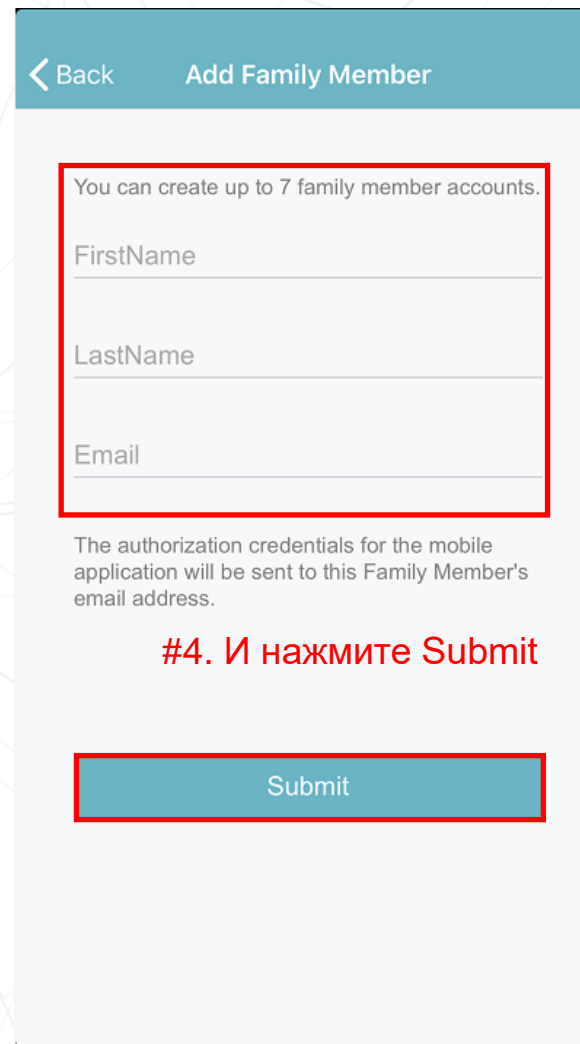 Back Add Family Member
You can create up to 7 family member accounts.
FirstName
LastName
Email
The authorization credentials for the mobile
application will be sent to this Family Member's
email address.
#4. И нажмите Submit
Submit